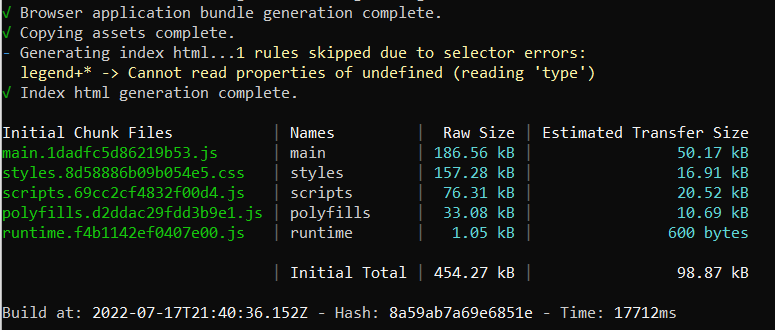 √ Browser application bundle generation complete.
√ Copying assets complete.
- Generating index html...1 rules skipped due to selector errors:
  legend+* -> Cannot read properties of undefined (reading 'type')
√ Index html generation complete.

Initial Chunk Files | Names | Raw Size | Estimated Transfer Size
main.1dadfc5d86219b53.js | main | 186.56 kB | 50.17 kB
styles.8d58886b09b054e5.css | styles | 157.28 kB | 16.91 kB
scripts.69cc2cf4832f00d4.js | scripts | 76.31 kB | 20.52 kB
polyfills.d2ddac29fdd3b9e1.js | polyfills | 33.08 kB | 10.69 kB
runtime.f4b1142ef0407e00.js | runtime | 1.05 kB | 600 bytes

| Initial Total | 454.27 kB | 98.87 kB

Build at: 2022-07-17T21:40:36.152Z - Hash: 8a59ab7a69e6851e - Time: 17712ms